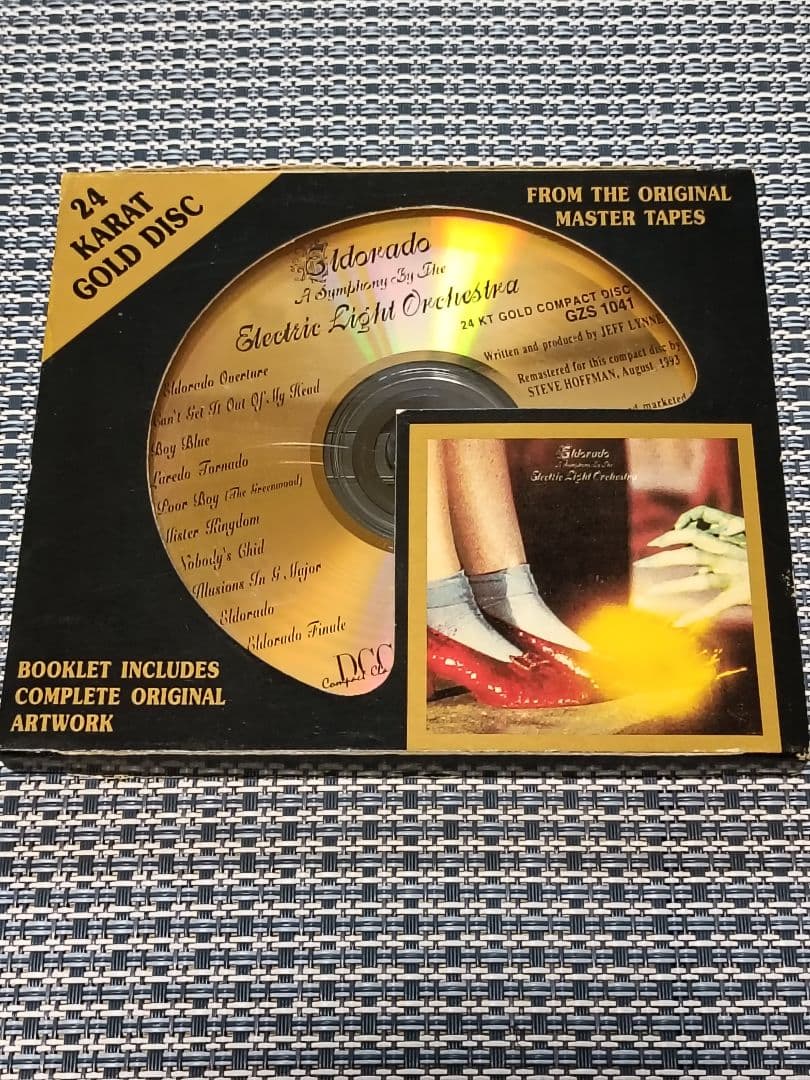 24
KARAT
GOLD DISC
FROM THE ORIGINAL
MASTER TAPES
Eldorado
A Symphony By The
Electric Light Orchestra
24 KT GOLD COMPACT DISC
GZS 1041
Written and produced by JEFF LYNNE
Remastered for this compact disc by
STEVE HOFFMAN, August 1993
marketed
Eldorado Overture
Can't Get It Out Of My Head
Boy Blue
Laredo Tornado
Poor Boy (The Greenwood)
Mister Kingdom
Nobody's Chid
Illusions In G Major
Eldorado
Eldorado Finale
DCC
Compact Cla
Eldorado
A Symphony By The
Electric Light Orchestra
BOOKLET INCLUDES
COMPLETE ORIGINAL
ARTWORK